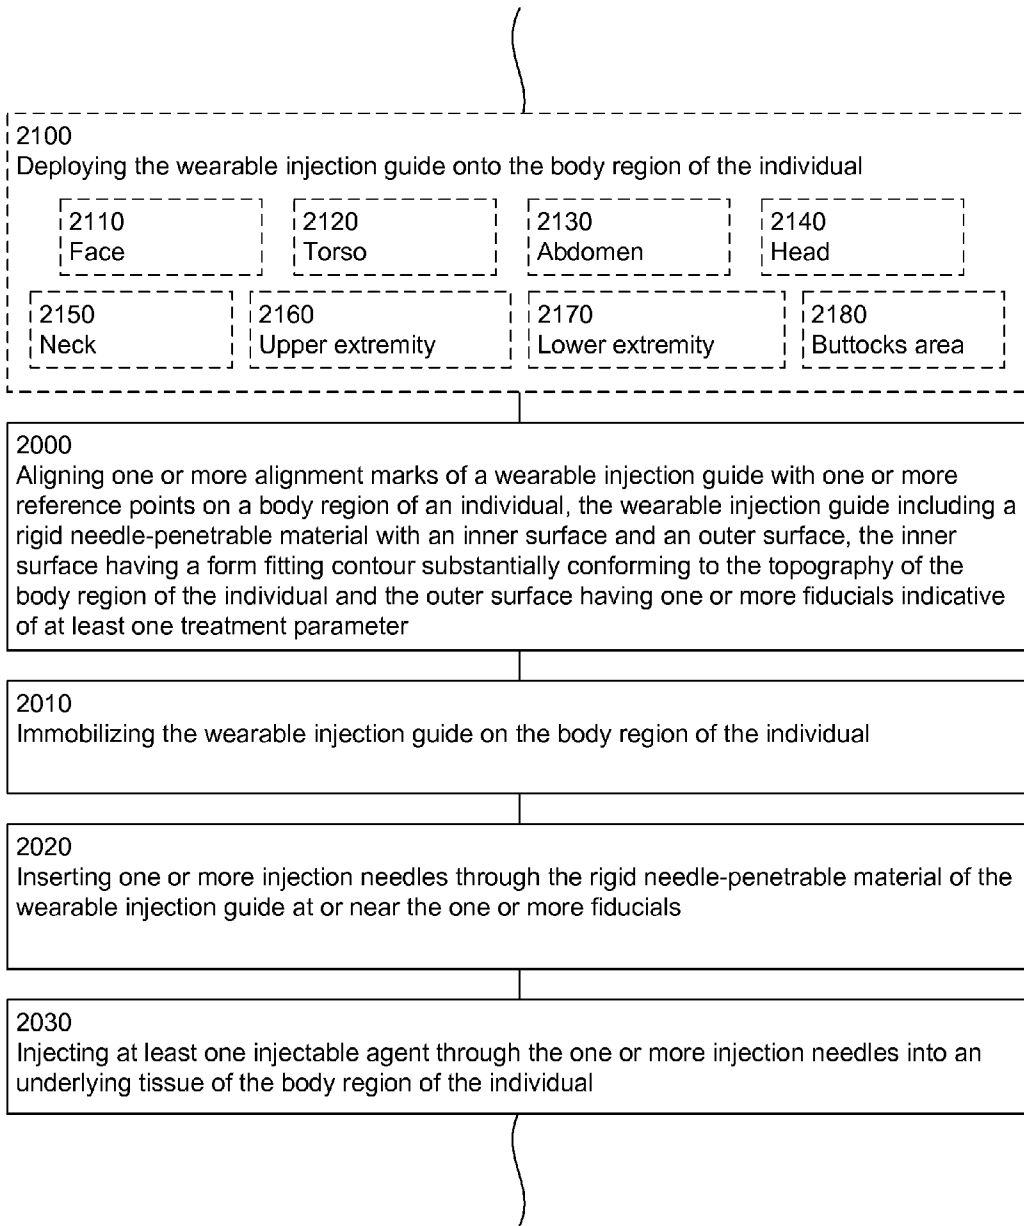 2100
Deploying the wearable injection guide onto the body region of the individual
2110
Face
2120
Torso
2130
Abdomen
2140
Head
2150
Neck
2160
Upper extremity
2170
Lower extremity
2180
Buttocks area
2000
Aligning one or more alignment marks of a wearable injection guide with one or more
reference points on a body region of an individual, the wearable injection guide including a
rigid needle-penetrable material with an inner surface and an outer surface, the inner
surface having a form fitting contour substantially conforming to the topography of the
body region of the individual and the outer surface having one or more fiducials indicative
of at least one treatment parameter
2010
Immobilizing the wearable injection guide on the body region of the individual
2020
Inserting one or more injection needles through the rigid needle-penetrable material of the
wearable injection guide at or near the one or more fiducials
2030
Injecting at least one injectable agent through the one or more injection needles into an
underlying tissue of the body region of the individual